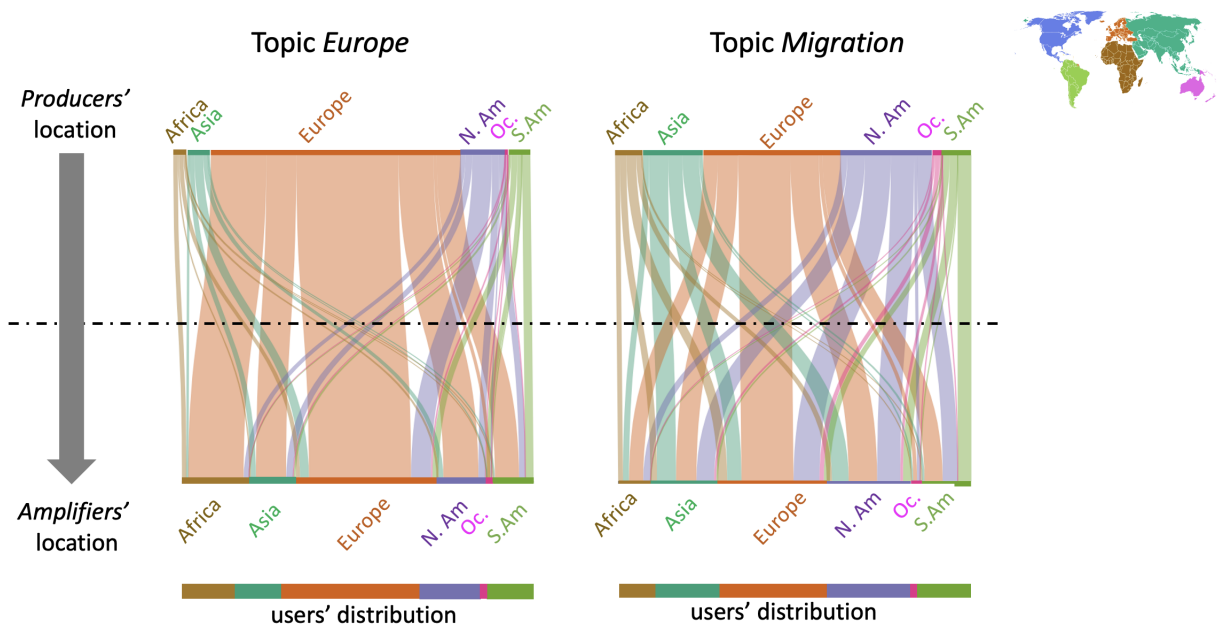 Topic Europe
Topic Migration
Producers’
location
Africa
Asia
Europe
N. Am
Oc.
S.Am
Africa
Asia
Europe
N. Am
Oc.
S.Am
Amplifiers’
location
Africa
Asia
Europe
N. Am
Oc.
S.Am
Africa
Asia
Europe
N. Am
Oc.
S.Am
users’ distribution
users’ distribution